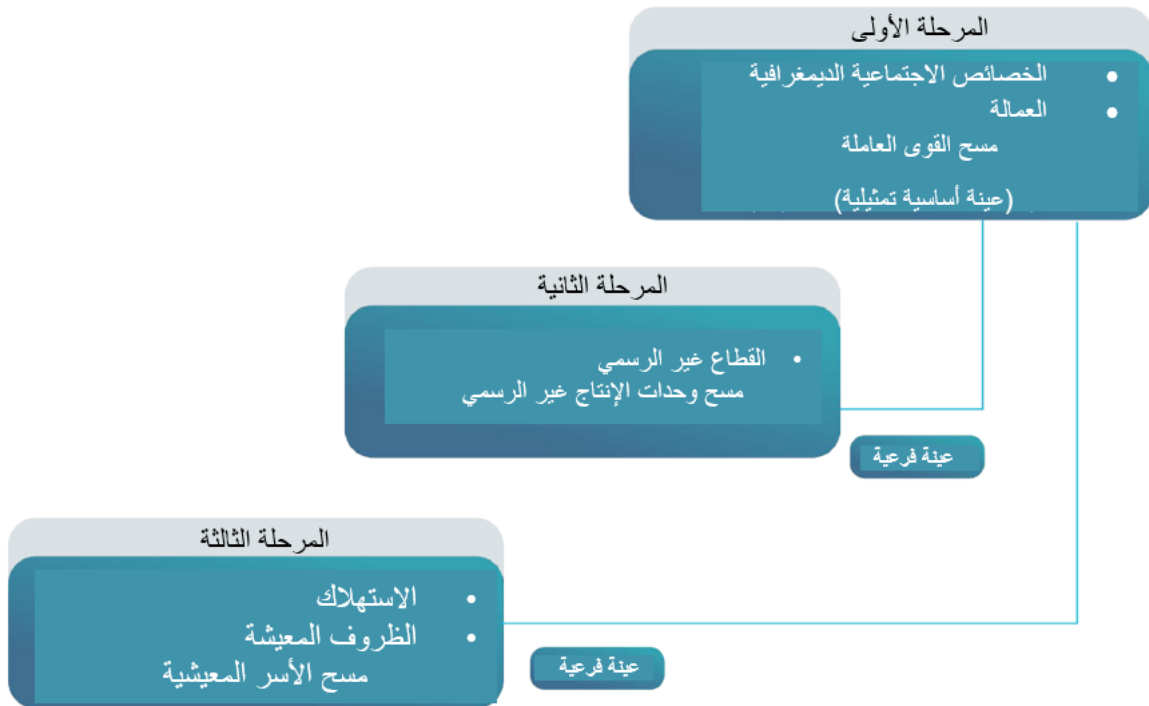 المرحلة الأولى
• الخصائص الاجتماعية الديمغرافية
• العمالة
مسح القوى العاملة
(عينة أساسية تمثيلية)
المرحلة الثانية
• القطاع غير الرسمي
مسح وحدات الإنتاج غير الرسمي
عينة فرعية
المرحلة الثالثة
• الاستهلاك
• الظروف المعيشة
مسح الأسر المعيشية
عينة فرعية